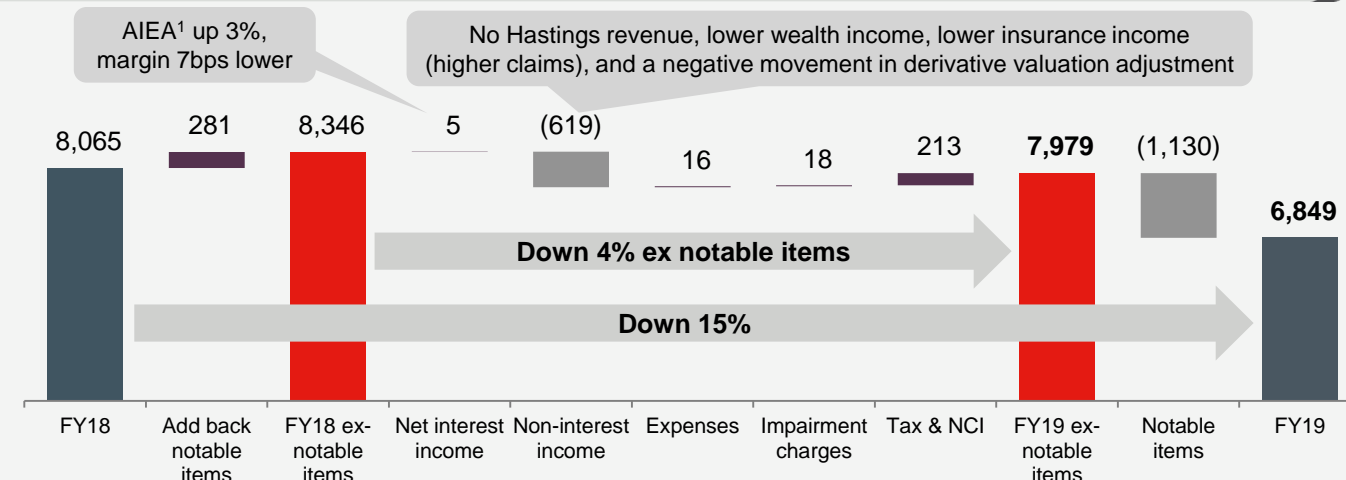 AIEA¹ up 3%,
margin 7bps lower
No Hastings revenue, lower wealth income, lower insurance income
(higher claims), and a negative movement in derivative valuation adjustment
8,065
281
8,346
5
(619)
16
18
213
7,979
(1,130)
6,849
Down 4% ex notable items
Down 15%
FY18
Add back
notable
items
FY18 ex-
notable
items
Net interest
income
Non-interest
income
Expenses
Impairment
charges
Tax & NCI
FY19 ex-
notable
items
Notable
items
FY19